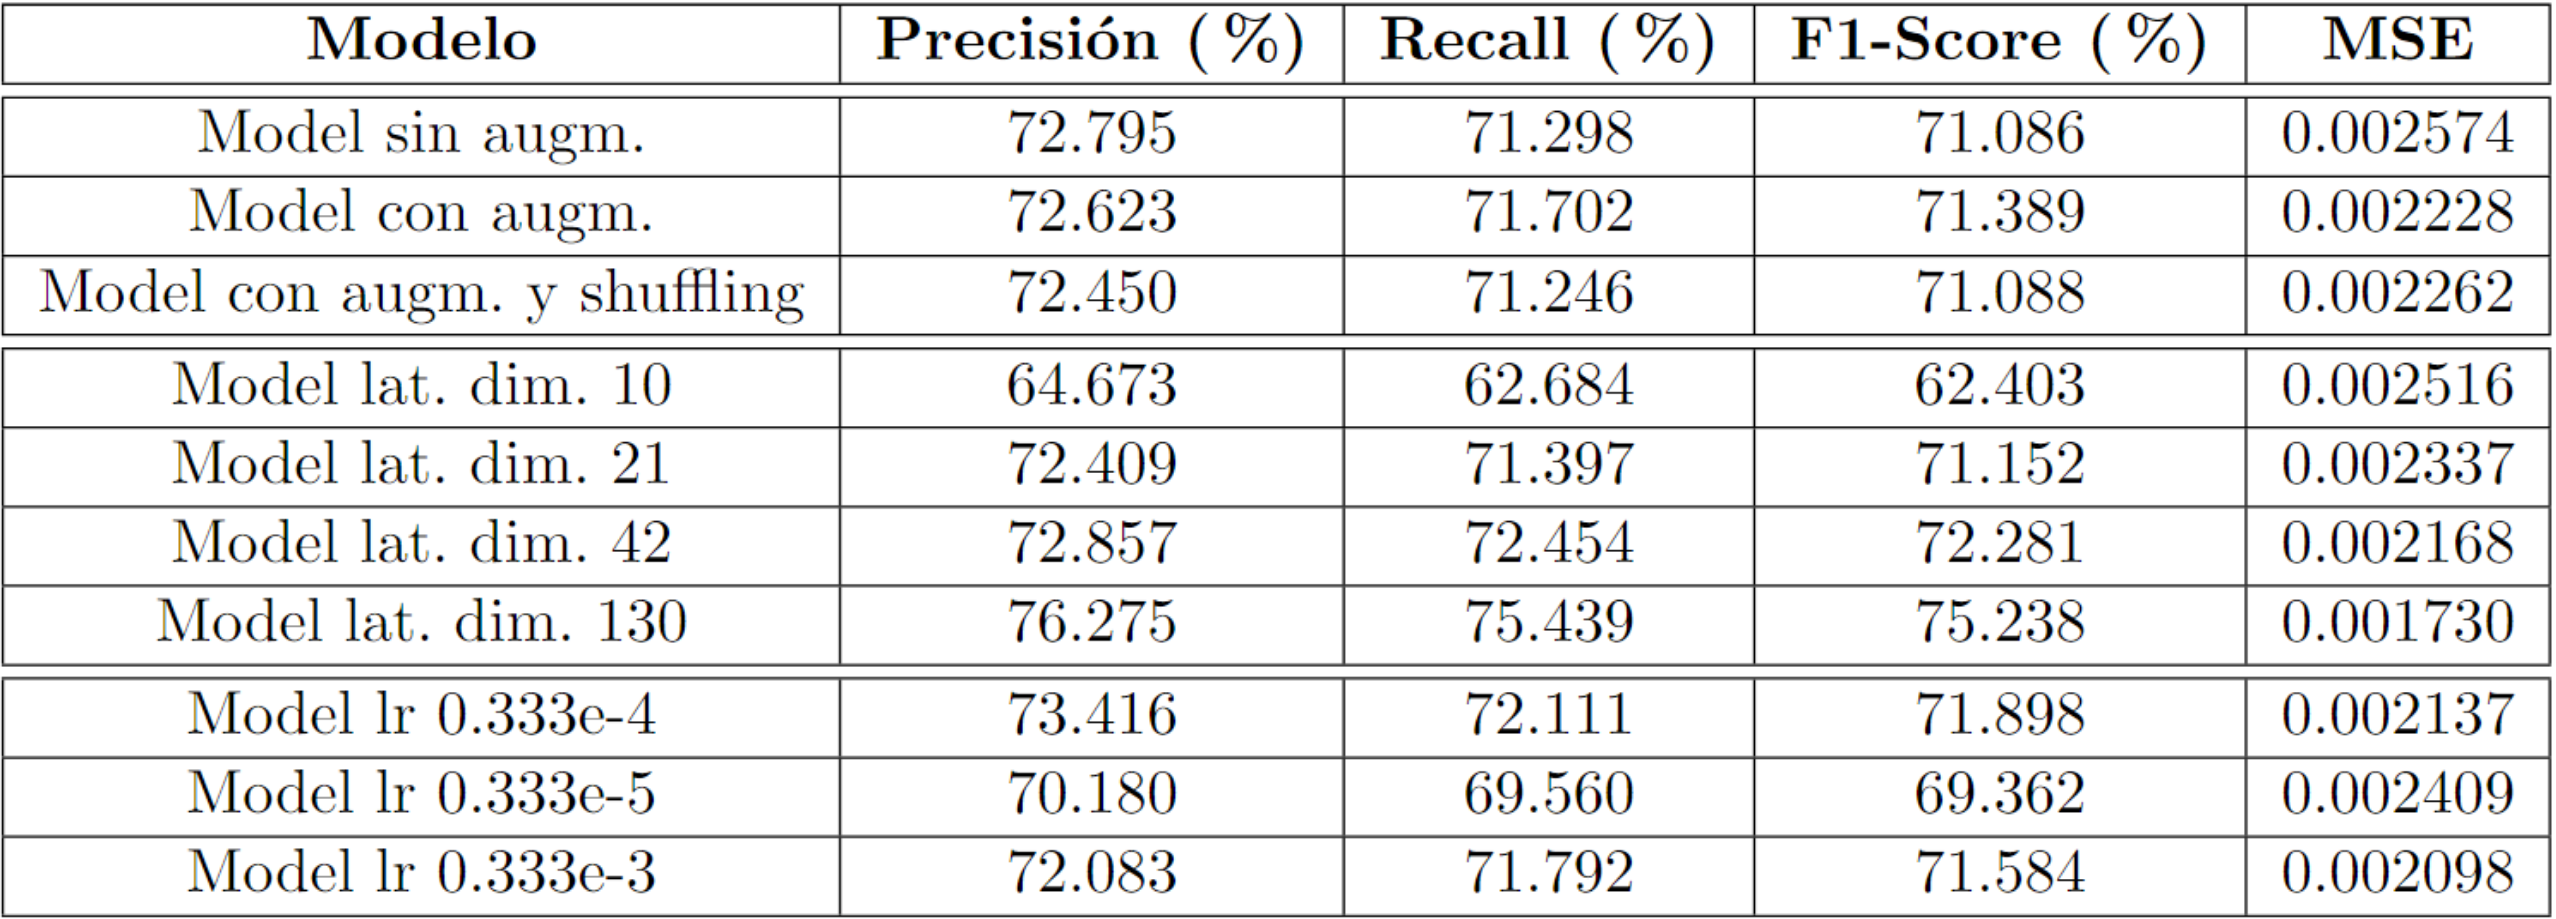 Modelo Precisión (%) Recall (%) F1-Score (%) MSE
Model sin augm. 72.795 71.298 71.086 0.002574
Model con augm. 72.623 71.702 71.389 0.002228
Model con augm. y shuffling 72.450 71.246 71.088 0.002262
Model lat. dim. 10 64.673 62.684 62.403 0.002516
Model lat. dim. 21 72.409 71.397 71.152 0.002337
Model lat. dim. 42 72.857 72.454 72.281 0.002168
Model lat. dim. 130 76.275 75.439 75.238 0.001730
Model lr 0.333e-4 73.416 72.111 71.898 0.002137
Model lr 0.333e-5 70.180 69.560 69.362 0.002409
Model lr 0.333e-3 72.083 71.792 71.584 0.002098